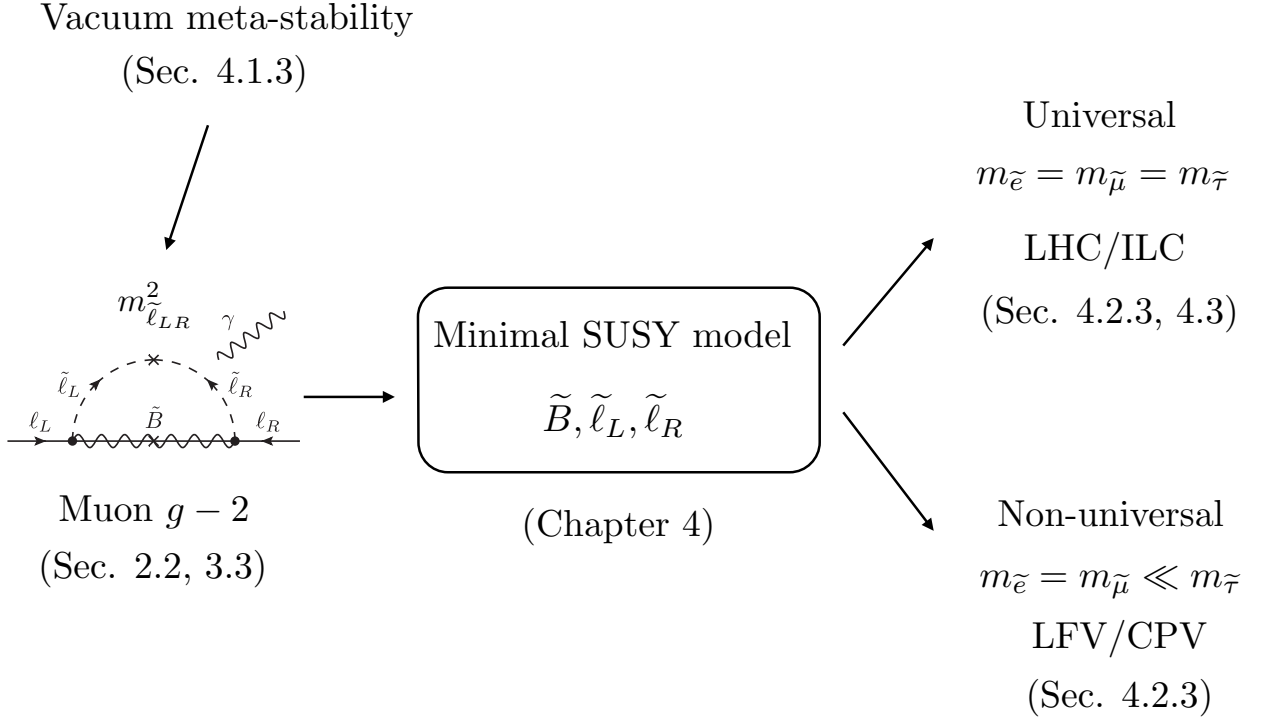 Vacuum meta-stability
(Sec. 4.1.3)
m²_ℓ̃LR
γ
ℓ̃_L
ℓ̃_R
ℓ_L
B̃
ℓ_R
Muon g − 2
(Sec. 2.2, 3.3)
Minimal SUSY model
B̃, ℓ̃_L, ℓ̃_R
(Chapter 4)
Universal
m_ẽ = m_μ̃ = m_τ̃
LHC/ILC
(Sec. 4.2.3, 4.3)
Non-universal
m_ẽ = m_μ̃ ≪ m_τ̃
LFV/CPV
(Sec. 4.2.3)